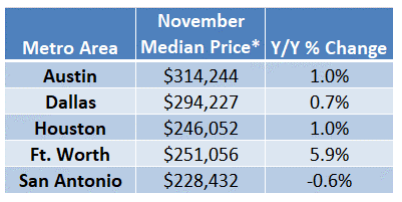 Metro Area November Median Price* Y/Y % Change
Austin $314,244 1.0%
Dallas $294,227 0.7%
Houston $246,052 1.0%
Ft. Worth $251,056 5.9%
San Antonio $228,432 -0.6%